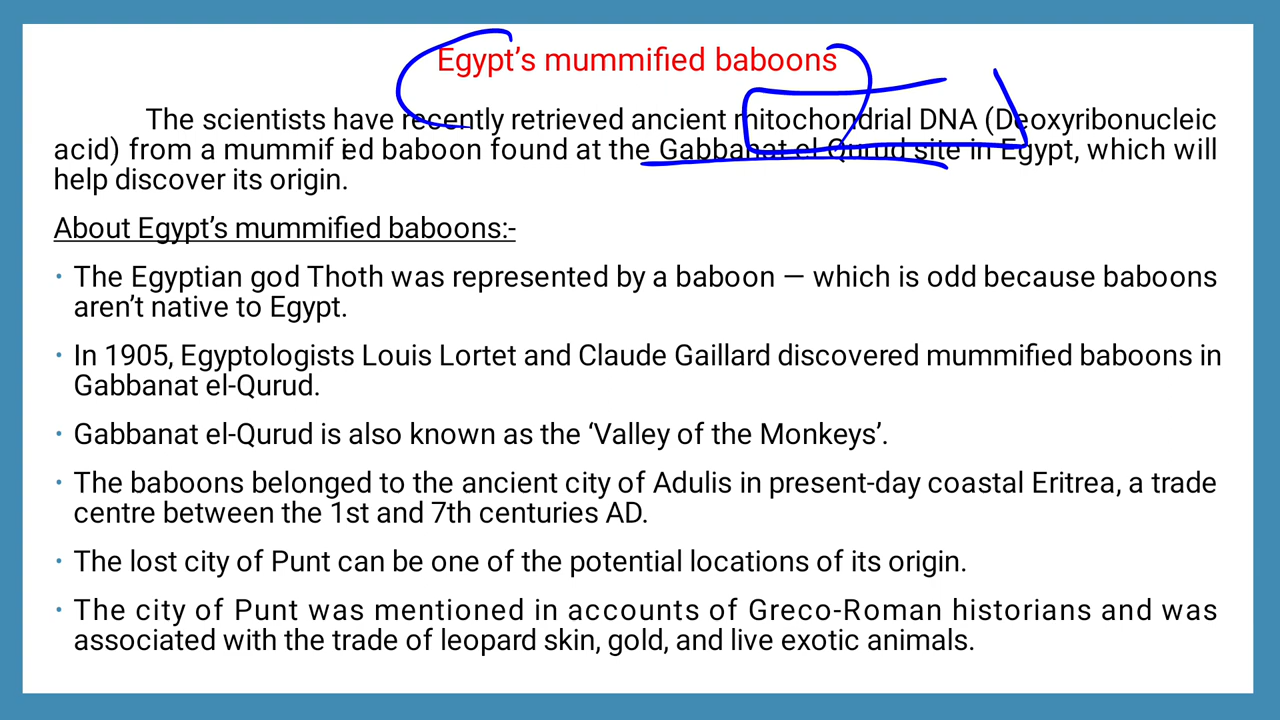 Egypt’s mummified baboons
The scientists have recently retrieved ancient mitochondrial DNA (Deoxyribonucleic
acid) from a mummified baboon found at the Gabbanat el-Qurud site in Egypt, which will
help discover its origin.
About Egypt’s mummified baboons:-
• The Egyptian god Thoth was represented by a baboon — which is odd because baboons
aren’t native to Egypt.
• In 1905, Egyptologists Louis Lortet and Claude Gaillard discovered mummified baboons in
Gabbanat el-Qurud.
• Gabbanat el-Qurud is also known as the ‘Valley of the Monkeys’.
• The baboons belonged to the ancient city of Adulis in present-day coastal Eritrea, a trade
centre between the 1st and 7th centuries AD.
• The lost city of Punt can be one of the potential locations of its origin.
• The city of Punt was mentioned in accounts of Greco-Roman historians and was
associated with the trade of leopard skin, gold, and live exotic animals.